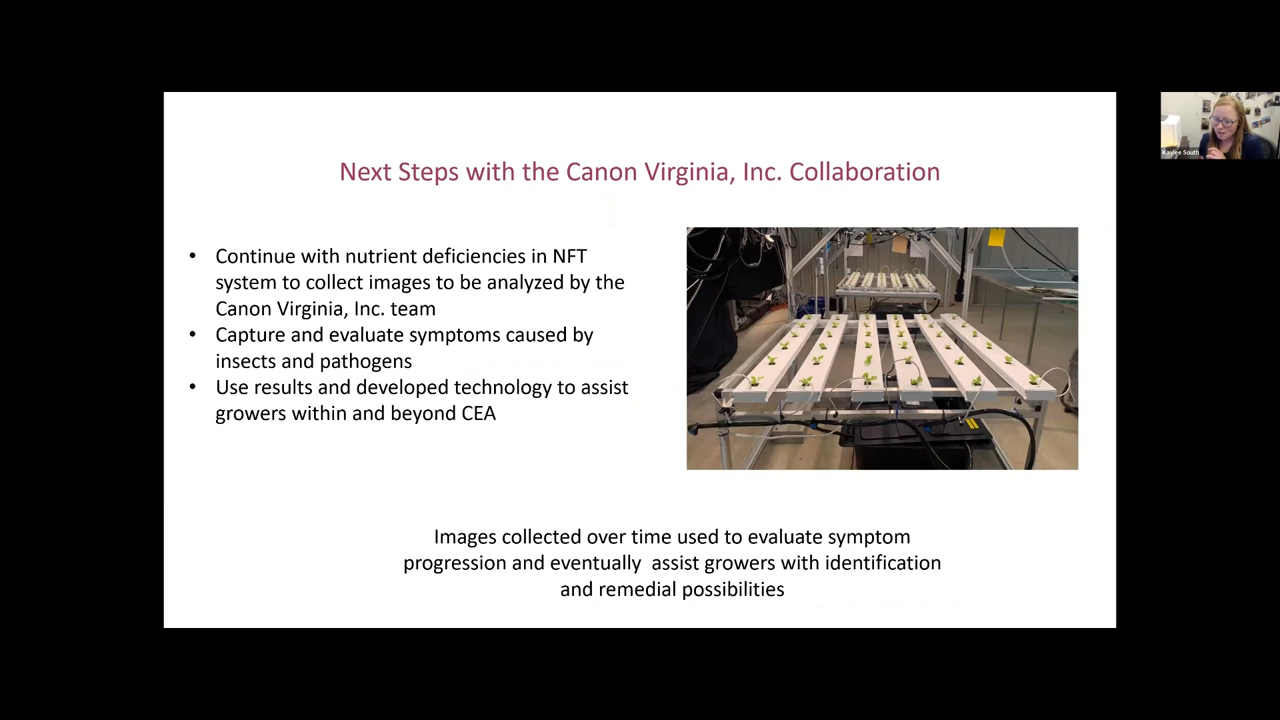 Next Steps with the Canon Virginia, Inc. Collaboration
• Continue with nutrient deficiencies in NFT
system to collect images to be analyzed by the
Canon Virginia, Inc. team
• Capture and evaluate symptoms caused by
insects and pathogens
• Use results and developed technology to assist
growers within and beyond CEA
Images collected over time used to evaluate symptom
progression and eventually  assist growers with identification
and remedial possibilities
Kaylee South